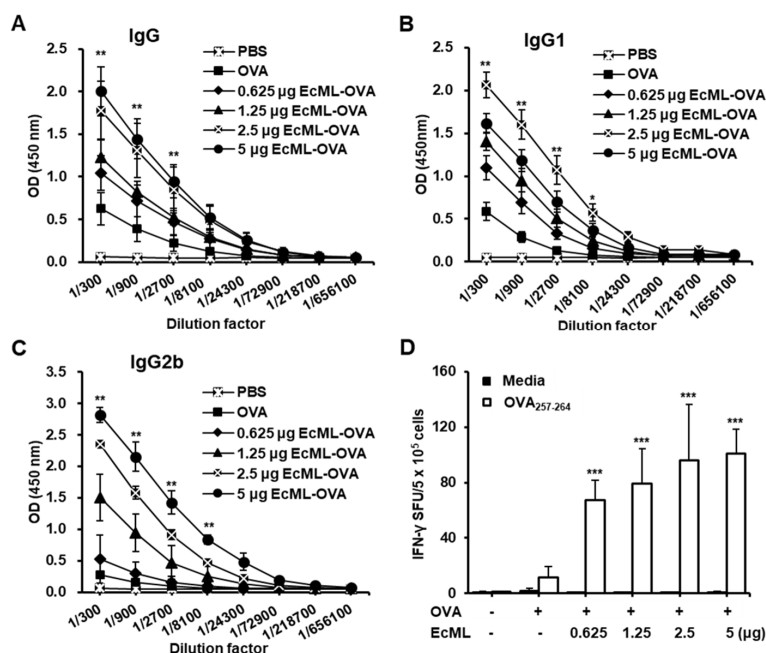 A
IgG
**
**
**
PBS
OVA
0.625 µg EcML-OVA
1.25 µg EcML-OVA
2.5 µg EcML-OVA
5 µg EcML-OVA
OD (450 nm)
2.5
2.0
1.5
1.0
0.5
0.0
1/300
1/900
1/2700
1/8100
1/24300
1/72900
1/218700
1/656100
Dilution factor
B
IgG1
**
**
**
*
PBS
OVA
0.625 µg EcML-OVA
1.25 µg EcML-OVA
2.5 µg EcML-OVA
5 µg EcML-OVA
OD (450nm)
2.5
2.0
1.5
1.0
0.5
0.0
1/300
1/900
1/2700
1/8100
1/24300
1/72900
1/218700
1/656100
Dilution factor
C
IgG2b
**
**
**
**
PBS
OVA
0.625 µg EcML-OVA
1.25 µg EcML-OVA
2.5 µg EcML-OVA
5 µg EcML-OVA
OD (450 nm)
3.5
3.0
2.5
2.0
1.5
1.0
0.5
0.0
1/300
1/900
1/2700
1/8100
1/24300
1/72900
1/218700
1/656100
Dilution factor
D
Media
OVA257-264
***
***
***
***
IFN-γ SFU/5 x 10⁵ cells
160
120
80
40
0
OVA - + + + + +
EcML - - 0.625 1.25 2.5 5 (µg)